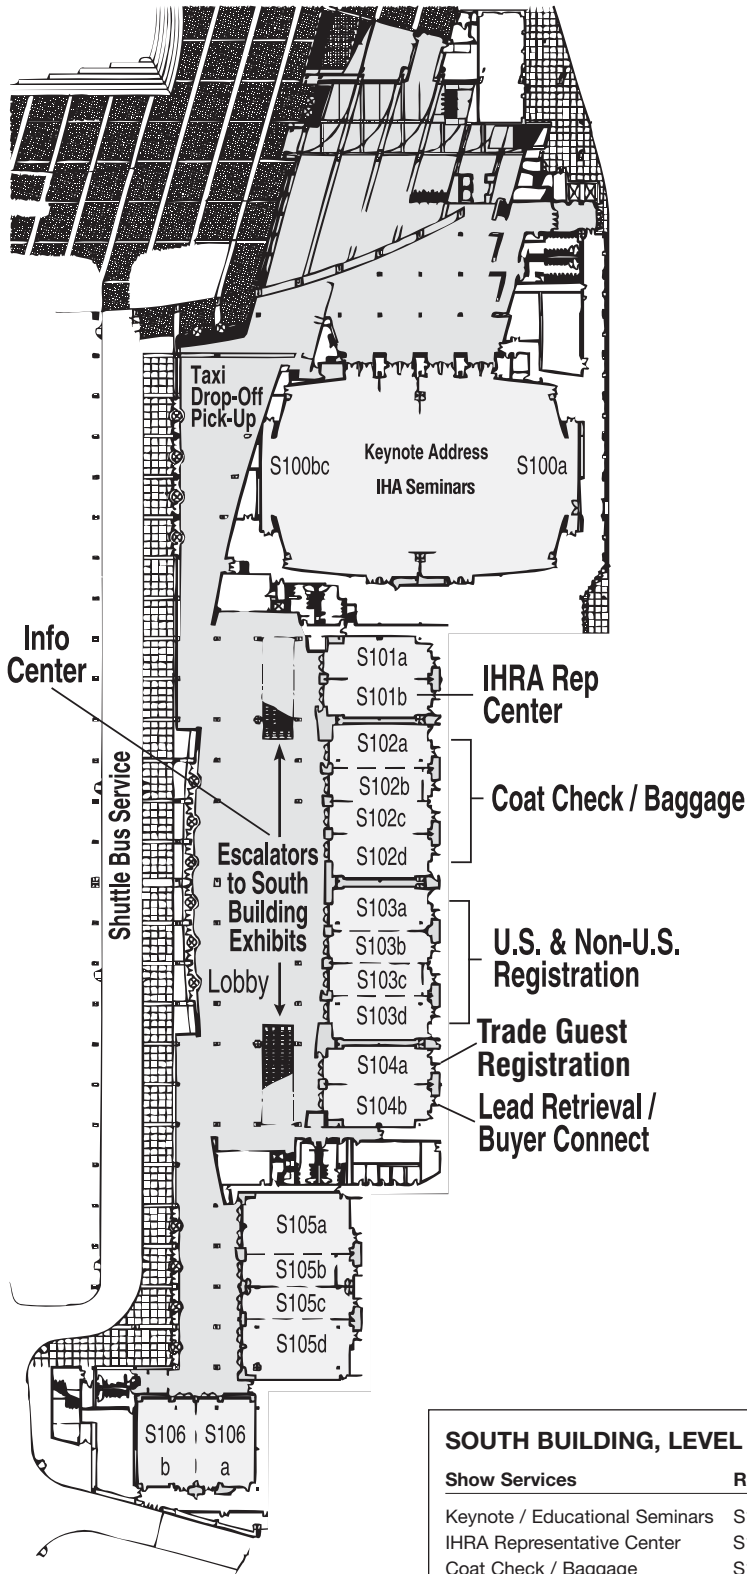 Taxi
Drop-Off
Pick-Up
S100bc
Keynote Address
IHA Seminars
S100a
Info
Center
S101a
S101b
IHRA Rep
Center
S102a
S102b
S102c
S102d
Coat Check / Baggage
Shuttle Bus Service
Escalators
to South
Building
Exhibits
Lobby
S103a
S103b
S103c
S103d
U.S. & Non-U.S.
Registration
S104a
S104b
Trade Guest
Registration
Lead Retrieval /
Buyer Connect
S105a
S105b
S105c
S105d
S106
b
S106
a
SOUTH BUILDING, LEVEL
Show Services
Keynote / Educational Seminars
IHRA Representative Center
Coat Check / Baggage